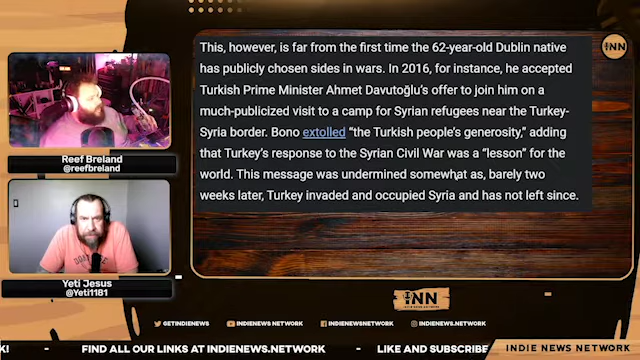 This, however, is far from the first time the 62-year-old Dublin native
has publicly chosen sides in wars. In 2016, for instance, he accepted
Turkish Prime Minister Ahmet Davutoğlu's offer to join him on a
much-publicized visit to a camp for Syrian refugees near the Turkey-
Syria border. Bono extolled “the Turkish people's generosity,” adding
that Turkey's response to the Syrian Civil War was a “lesson” for the
world. This message was undermined somewhat as, barely two
weeks later, Turkey invaded and occupied Syria and has not left since.
INN
Reef Breland
@reefbreland
Yeti Jesus
@Yeti1181
INN
INDIE NEWS NETWORK
GETINDIENEWS
INDIENEWS NETWORK
INDIENEWS NETWORK
INDIENEWS.NETWORK
K! - FIND ALL OUR LINKS AT INDIENEWS.NETWORK - LIKE AND SUBSCRIBE
INDIE NEWS NETWORK